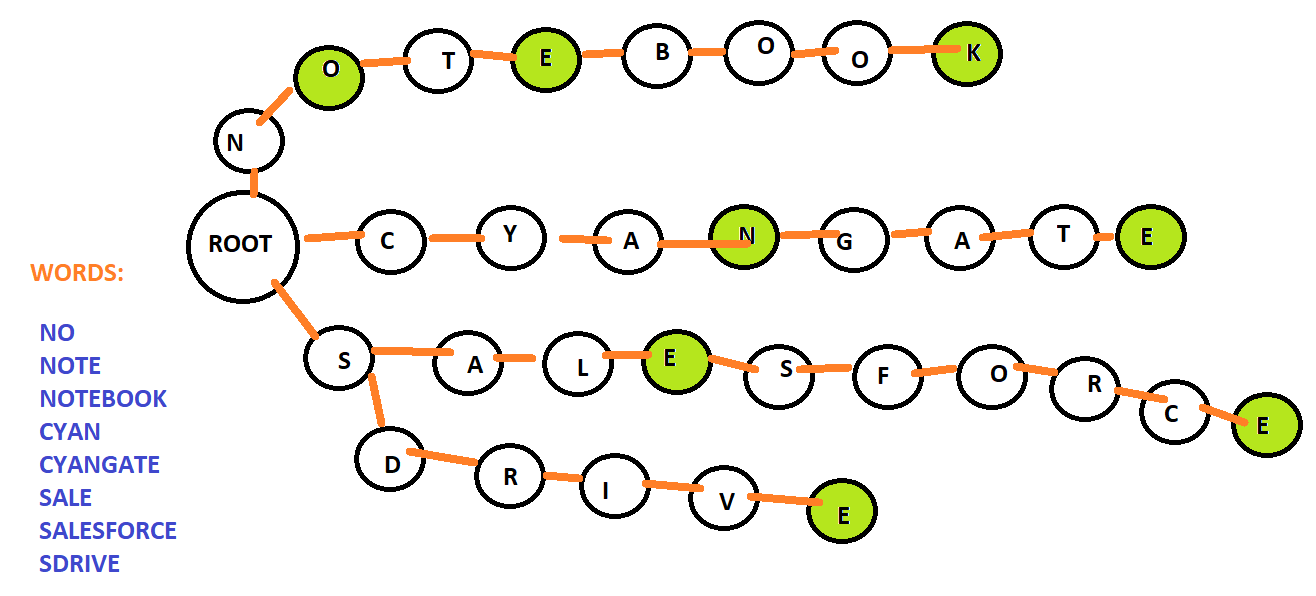 O T E B O O K
N
ROOT C Y A N G A T E
WORDS:
S A L E S F O R C E
D R I V E
NO
NOTE
NOTEBOOK
CYAN
CYANGATE
SALE
SALESFORCE
SDRIVE